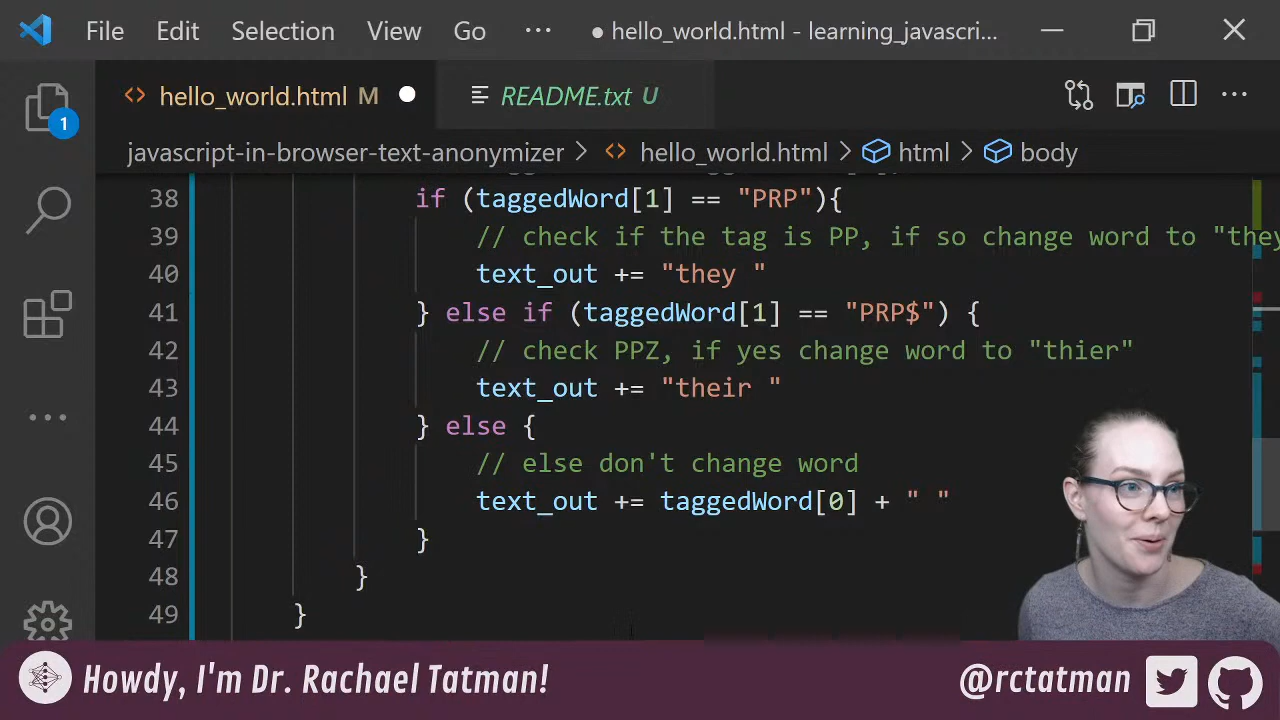 File Edit Selection View Go ··· ● hello_world.html - learning_javascri...
<> hello_world.html M README.txt U
1
javascript-in-browser-text-anonymizer > <> hello_world.html > html > body
38 if (taggedWord[1] == "PRP"){
39 // check if the tag is PP, if so change word to "they
40 text_out += "they "
41 } else if (taggedWord[1] == "PRP$") {
42 // check PPZ, if yes change word to "thier"
43 text_out += "their "
44 } else {
45 // else don't change word
46 text_out += taggedWord[0] + " "
47 }
48 }
49 }
Howdy, I'm Dr. Rachael Tatman! @rctatman